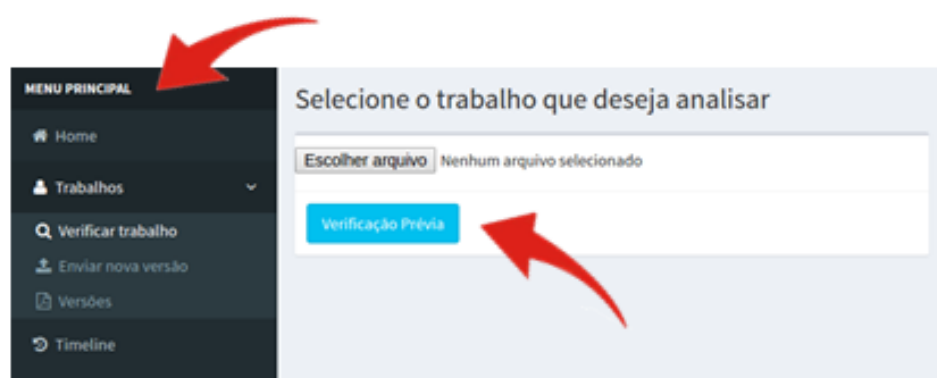 MENU PRINCIPAL
Home
Trabalhos
Verificar trabalho
Enviar nova versão
Versões
Timeline
Selecione o trabalho que deseja analisar
Escolher arquivo Nenhum arquivo selecionado
Verificação Prévia